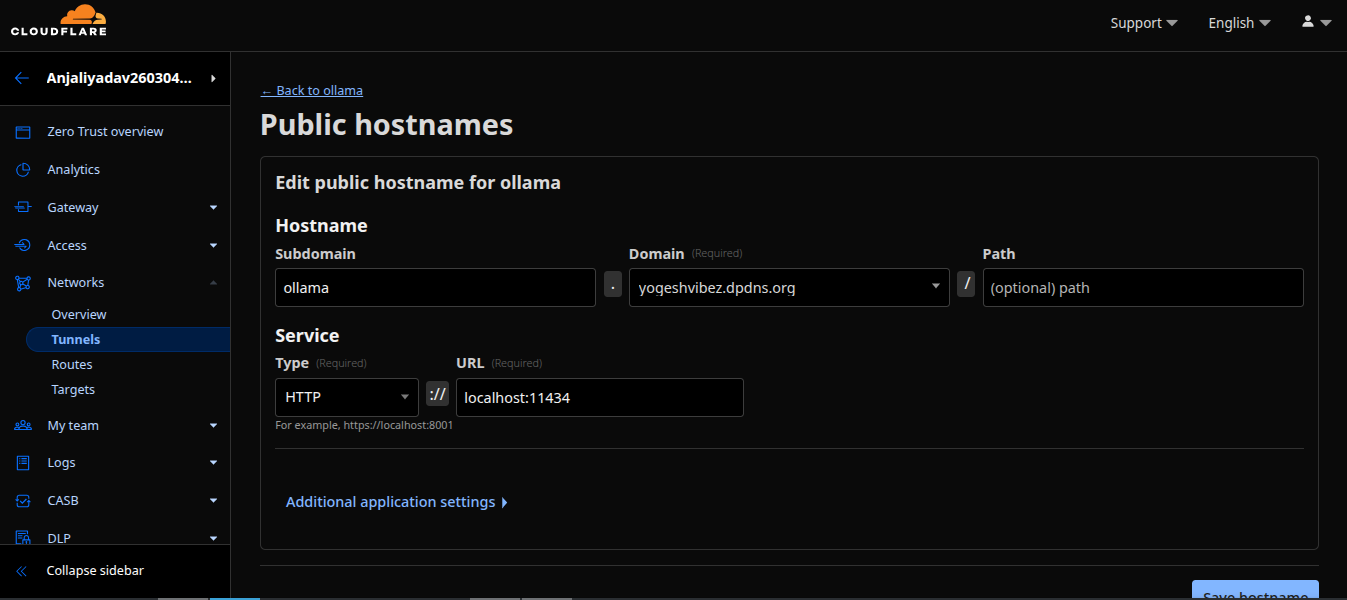 CLOUDFLARE
Support
English
Anjaliyadav260304...
Zero Trust overview
Analytics
Gateway
Access
Networks
Overview
Tunnels
Routes
Targets
My team
Logs
CASB
DLP
Collapse sidebar
← Back to ollama
Public hostnames
Edit public hostname for ollama
Hostname
Subdomain Domain (Required) Path
ollama . yogeshvibez.dpdns.org / (optional) path
Service
Type (Required) URL (Required)
HTTP :// localhost:11434
For example, https://localhost:8001
Additional application settings
Save hostname